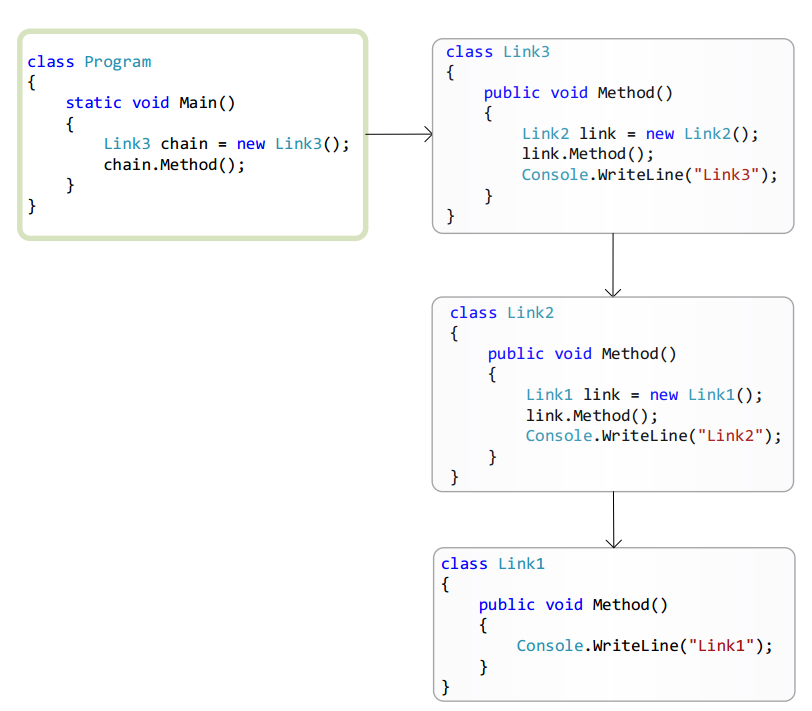 class Program
{
    static void Main()
    {
        Link3 chain = new Link3();
        chain.Method();
    }
}
class Link3
{
    public void Method()
    {
        Link2 link = new Link2();
        link.Method();
        Console.WriteLine("Link3");
    }
}
class Link2
{
    public void Method()
    {
        Link1 link = new Link1();
        link.Method();
        Console.WriteLine("Link2");
    }
}
class Link1
{
    public void Method()
    {
        Console.WriteLine("Link1");
    }
}